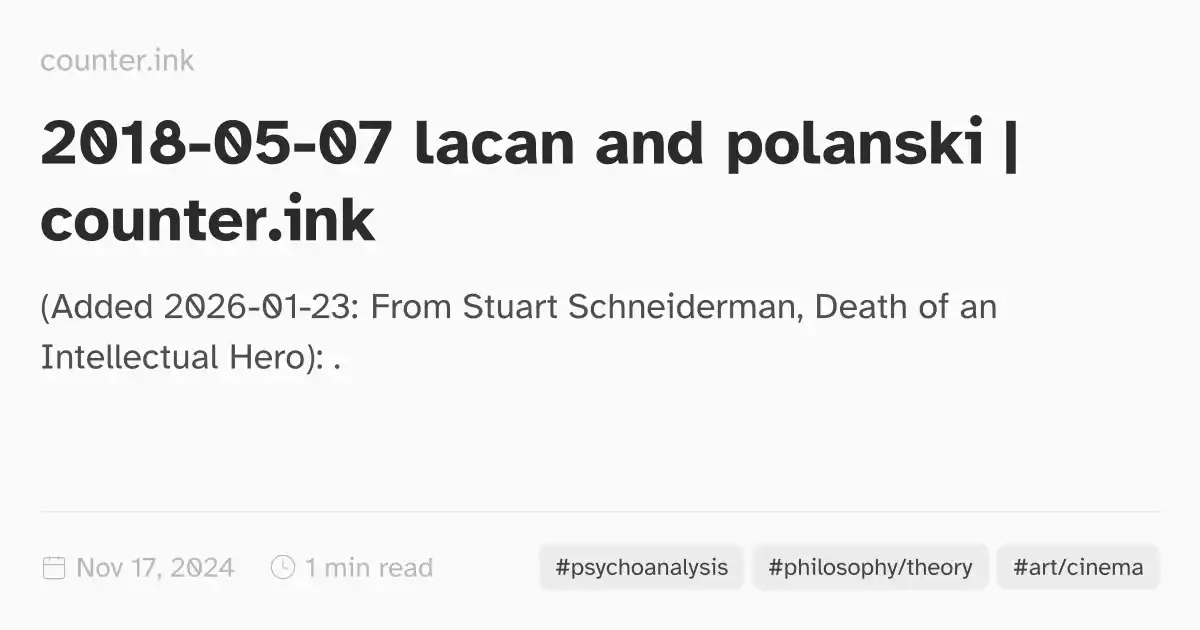 counter.ink
2018-05-07 lacan and polanski |
counter.ink
(Added 2026-01-23: From Stuart Schneiderman, Death of an
Intellectual Hero): .
Nov 17, 2024 1 min read #psychoanalysis #philosophy/theory #art/cinema